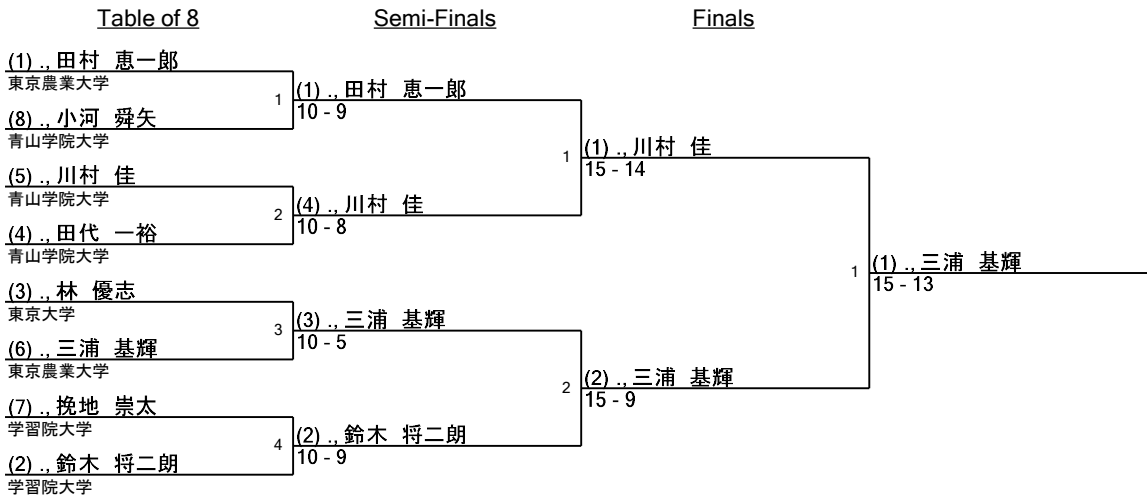 Table of 8
Semi-Finals
Finals
(1) ., 田村 恵一郎
東京農業大学
(8) ., 小河 舜矢
青山学院大学
(5) ., 川村 佳
青山学院大学
(4) ., 田代 一裕
青山学院大学
(3) ., 林 優志
東京大学
(6) ., 三浦 基輝
東京農業大学
(7) ., 挽地 崇太
学習院大学
(2) ., 鈴木 将二朗
学習院大学
1
(1) ., 田村 恵一郎
10 - 9
2
(4) ., 川村 佳
10 - 8
3
(3) ., 三浦 基輝
10 - 5
4
(2) ., 鈴木 将二朗
10 - 9
1
(1) ., 川村 佳
15 - 14
2
(2) ., 三浦 基輝
15 - 9
1
(1) ., 三浦 基輝
15 - 13